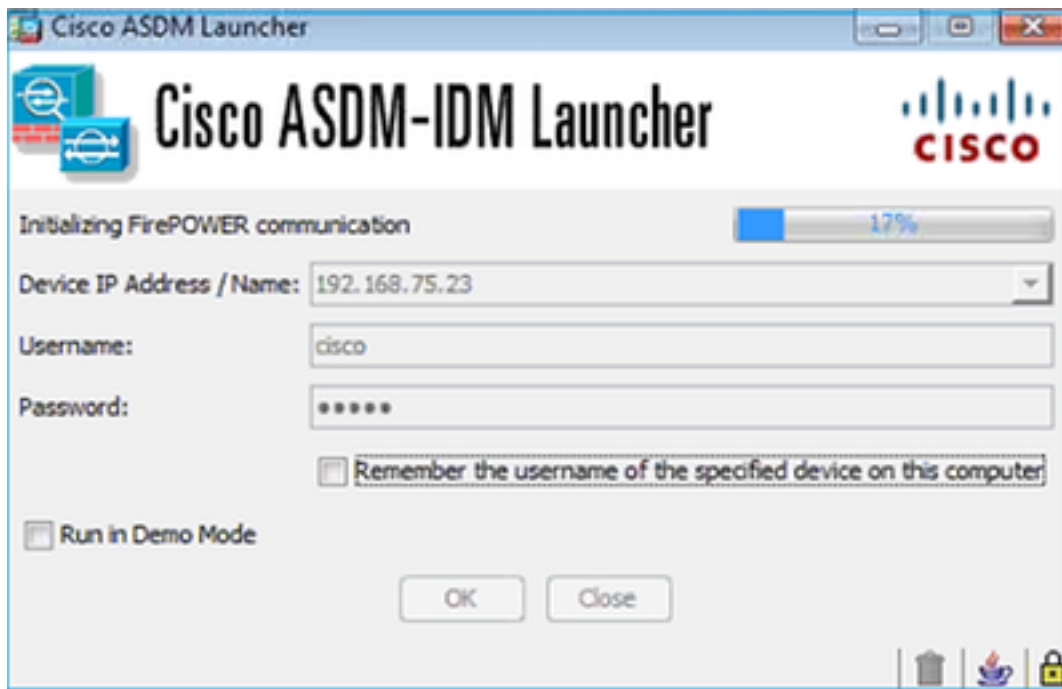 Cisco ASDM Launcher
Cisco ASDM-IDM Launcher
CISCO
Initializing FirePOWER communication 17%
Device IP Address / Name: 192.168.75.23
Username: cisco
Password: •••••
Remember the username of the specified device on this computer
Run in Demo Mode
OK Close